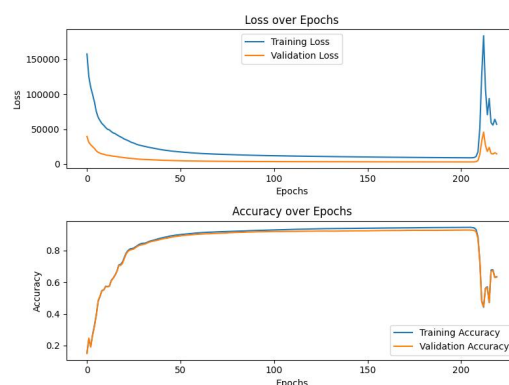 Loss over Epochs
Training Loss
Validation Loss
150000
100000
50000
0
Loss
0 50 100 150 200
Epochs
Accuracy over Epochs
0.8
0.6
0.4
0.2
Accuracy
Training Accuracy
Validation Accuracy
0 50 100 150 200
Epochs